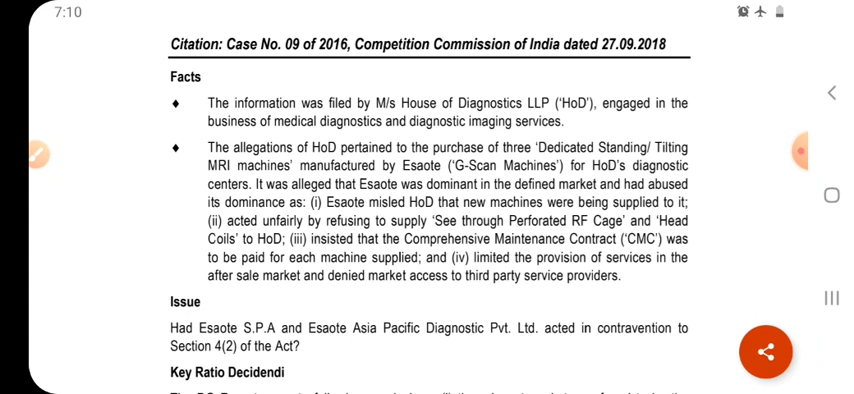 7:10
Citation: Case No. 09 of 2016, Competition Commission of India dated 27.09.2018
Facts
♦ The information was filed by M/s House of Diagnostics LLP (‘HoD’), engaged in the
business of medical diagnostics and diagnostic imaging services.
♦ The allegations of HoD pertained to the purchase of three ‘Dedicated Standing/ Tilting
MRI machines’ manufactured by Esaote (‘G-Scan Machines’) for HoD’s diagnostic
centers. It was alleged that Esaote was dominant in the defined market and had abused
its dominance as: (i) Esaote misled HoD that new machines were being supplied to it;
(ii) acted unfairly by refusing to supply ‘See through Perforated RF Cage’ and ‘Head
Coils’ to HoD; (iii) insisted that the Comprehensive Maintenance Contract (‘CMC’) was
to be paid for each machine supplied; and (iv) limited the provision of services in the
after sale market and denied market access to third party service providers.
Issue
Had Esaote S.P.A and Esaote Asia Pacific Diagnostic Pvt. Ltd. acted in contravention to
Section 4(2) of the Act?
Key Ratio Decidendi